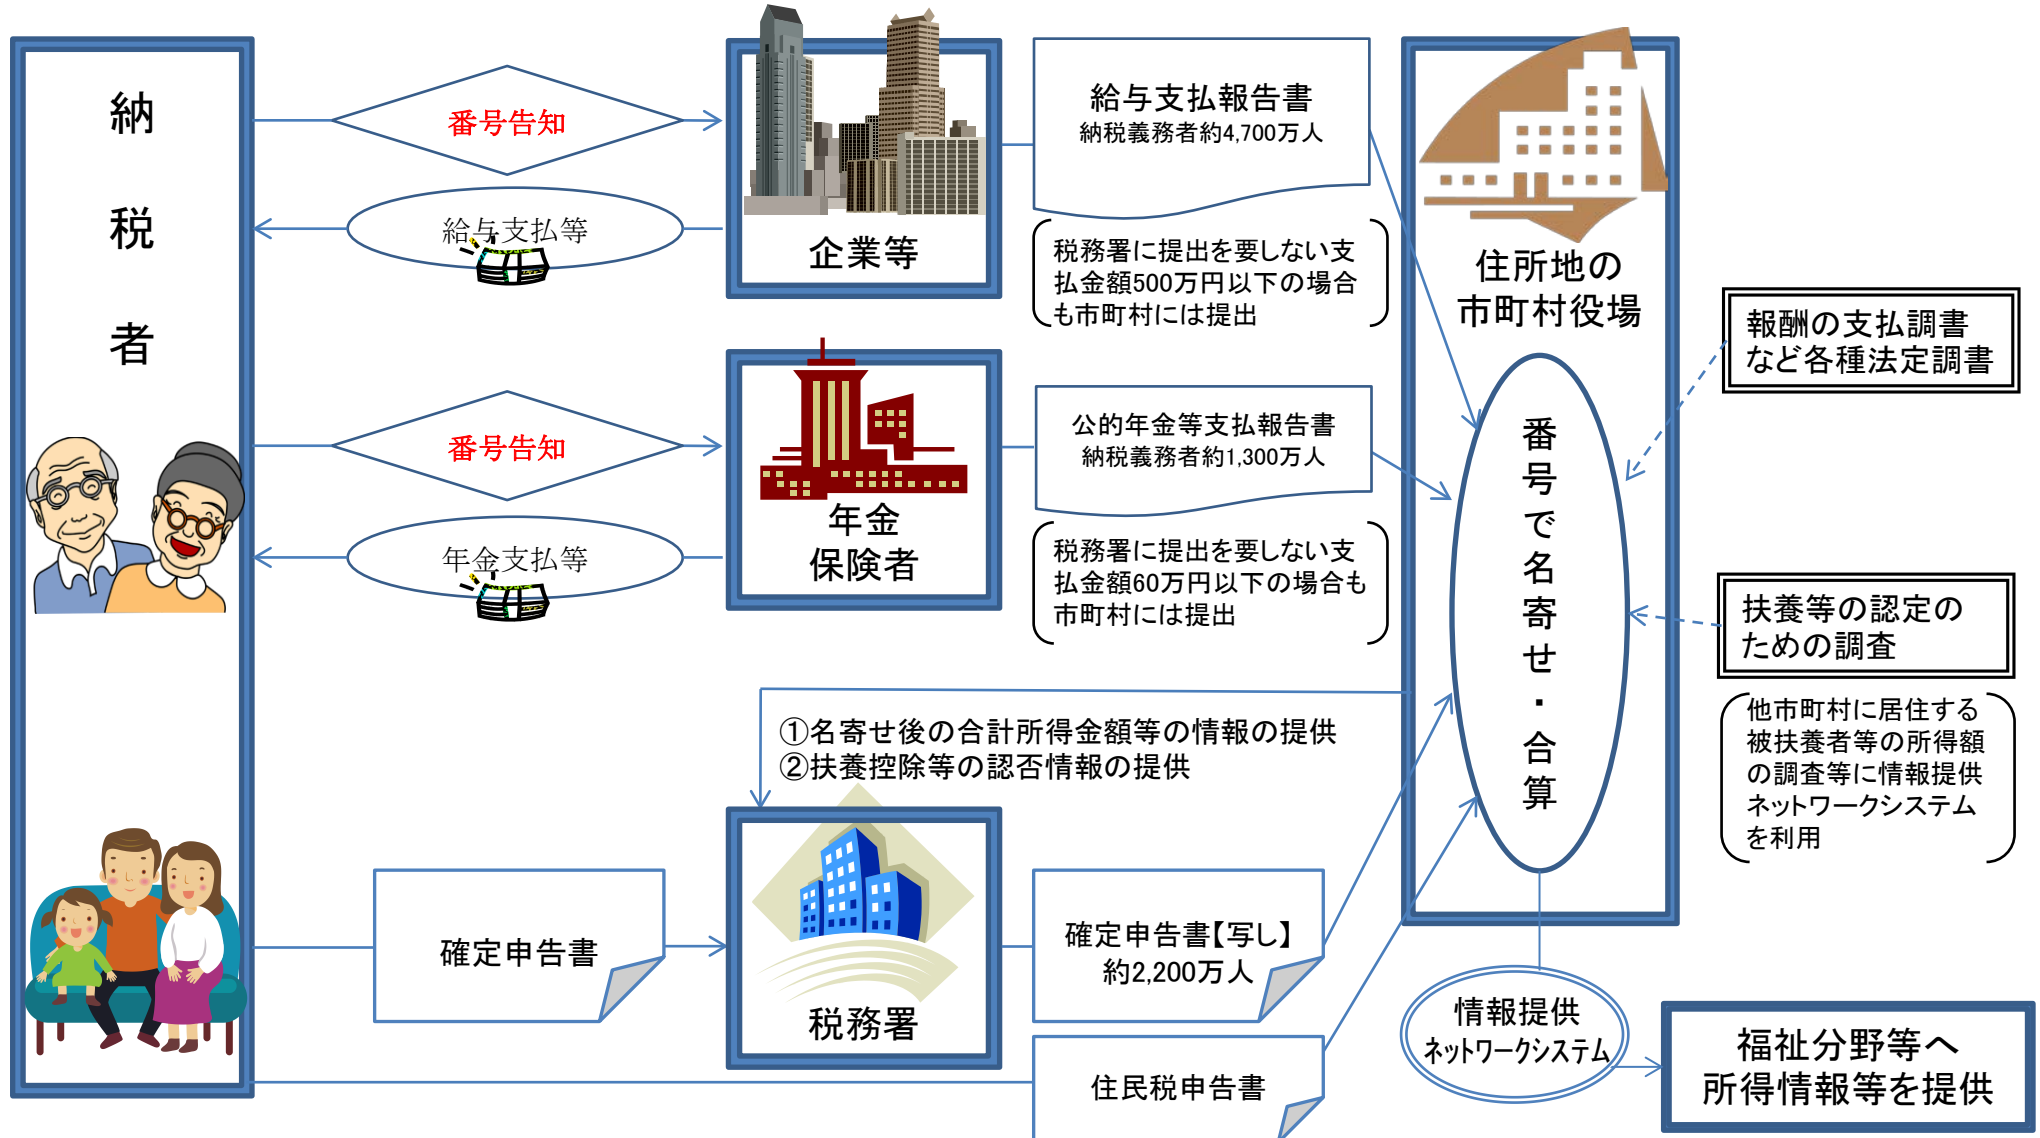 納税者
番号告知
給与支払等
企業等
給与支払報告書
納税義務者約4,700万人
税務署に提出を要しない支
払金額500万円以下の場合
も市町村には提出
番号告知
年金支払等
年金
保険者
公的年金等支払報告書
納税義務者約1,300万人
税務署に提出を要しない支
払金額60万円以下の場合も
市町村には提出
住所地の
市町村役場
番号で名寄せ・合算
報酬の支払調書
など各種法定調書
扶養等の認定の
ための調査
他市町村に居住する
被扶養者等の所得額
の調査等に情報提供
ネットワークシステム
を利用
①名寄せ後の合計所得金額等の情報の提供
②扶養控除等の認否情報の提供
確定申告書
税務署
確定申告書【写し】
約2,200万人
住民税申告書
情報提供
ネットワークシステム
福祉分野等へ
所得情報等を提供